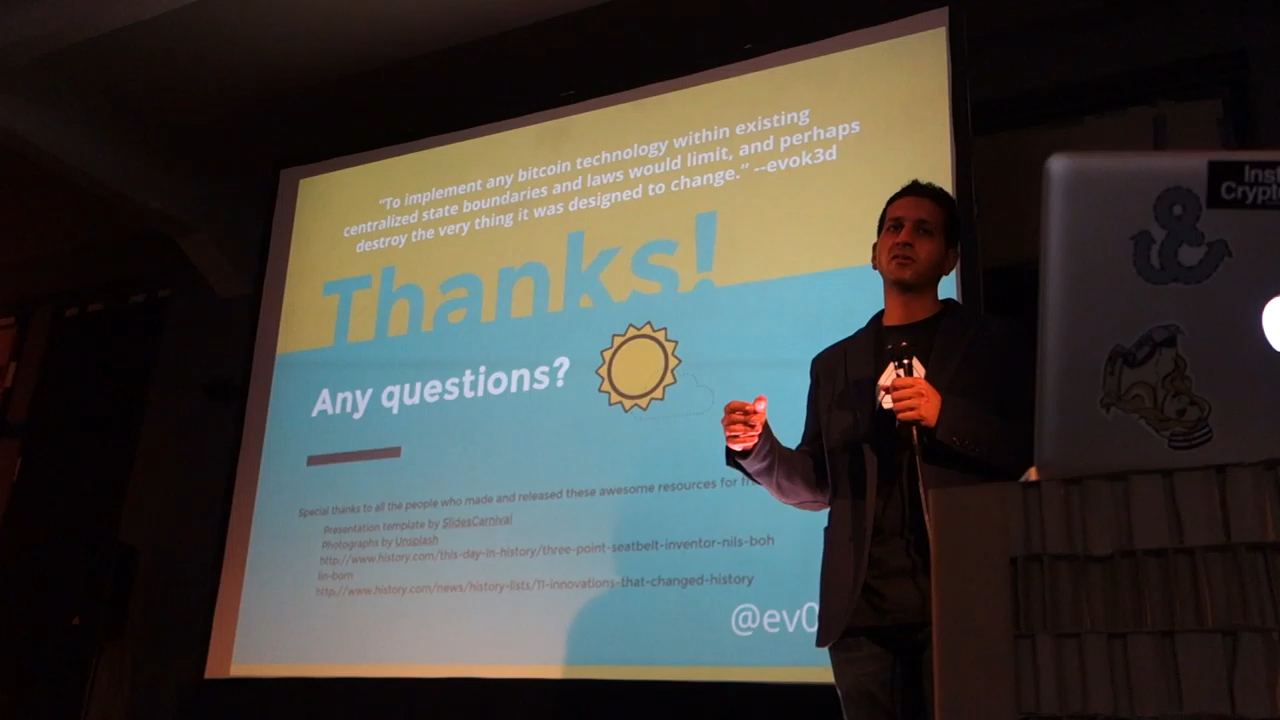 “To implement any bitcoin technology within existing
centralized state boundaries and laws would limit, and perhaps
destroy the very thing it was designed to change.” --evok3d
Thanks!
Any questions?
Special thanks to all the people who made and released these awesome resources for
Presentation template by SlidesCarnival
Photographs by Unsplash
http://www.history.com/this-day-in-history/three-point-seatbelt-inventor-nils-boh
lin-born
http://www.history.com/news/history-lists/11-innovations-that-changed-history
@ev0